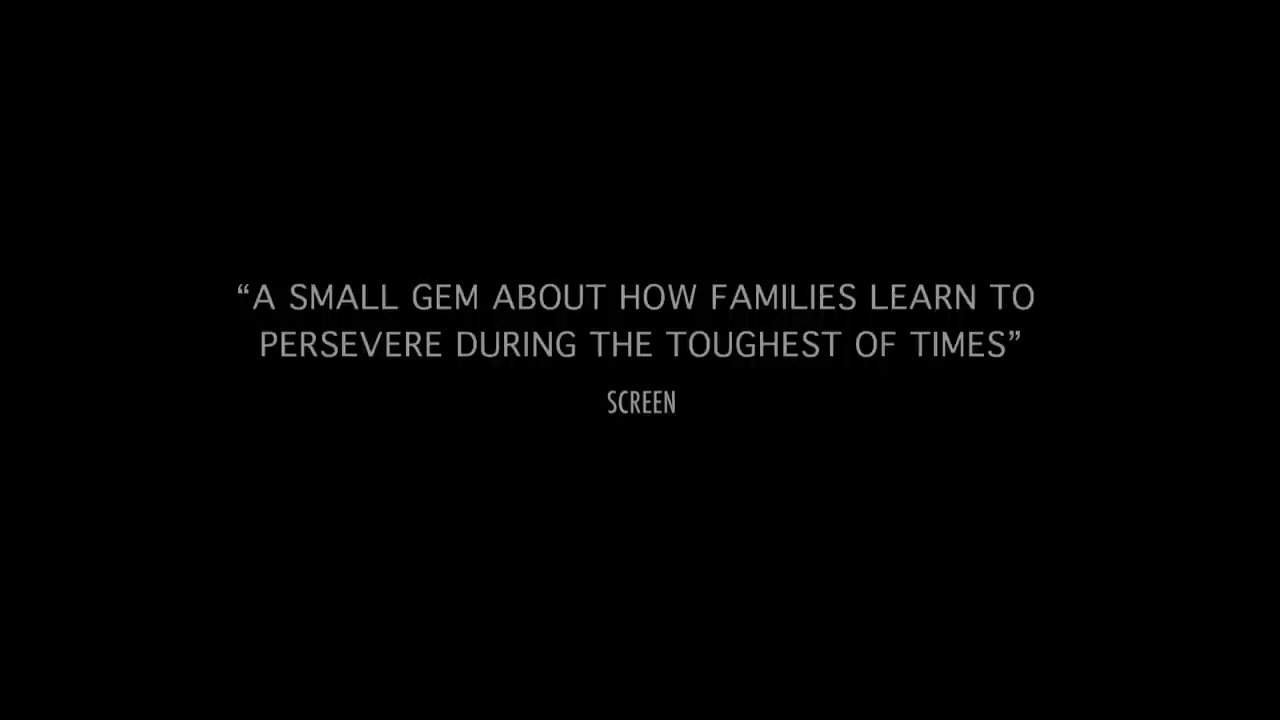 “A SMALL GEM ABOUT HOW FAMILIES LEARN TO
PERSEVERE DURING THE TOUGHEST OF TIMES”
SCREEN